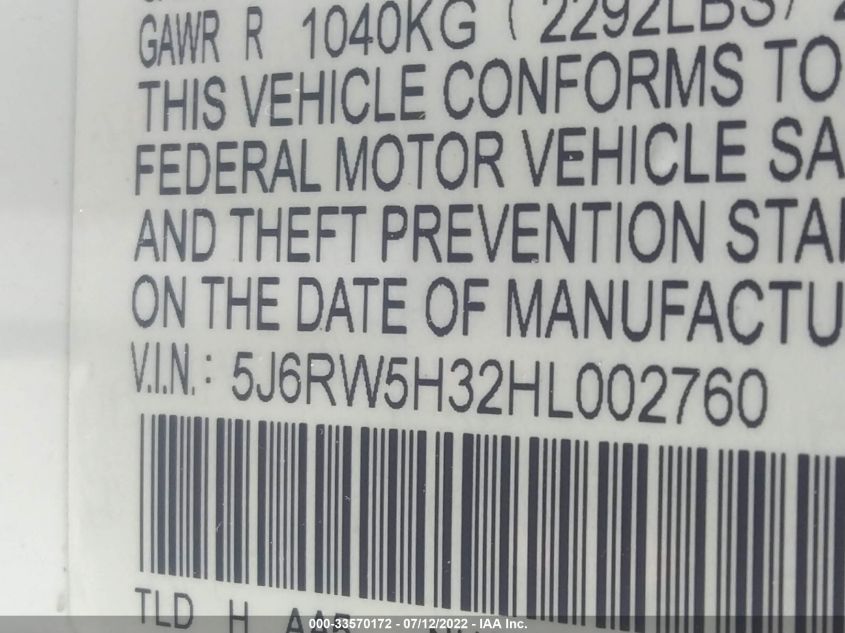 GAWR R 1040KG ( 2292LBS)
THIS VEHICLE CONFORMS TO
FEDERAL MOTOR VEHICLE SA
AND THEFT PREVENTION STA
ON THE DATE OF MANUFACTU
V.I.N.: 5J6RW5H32HL002760
TLD H
000-33570172 - 07/12/2022 - IAA Inc.